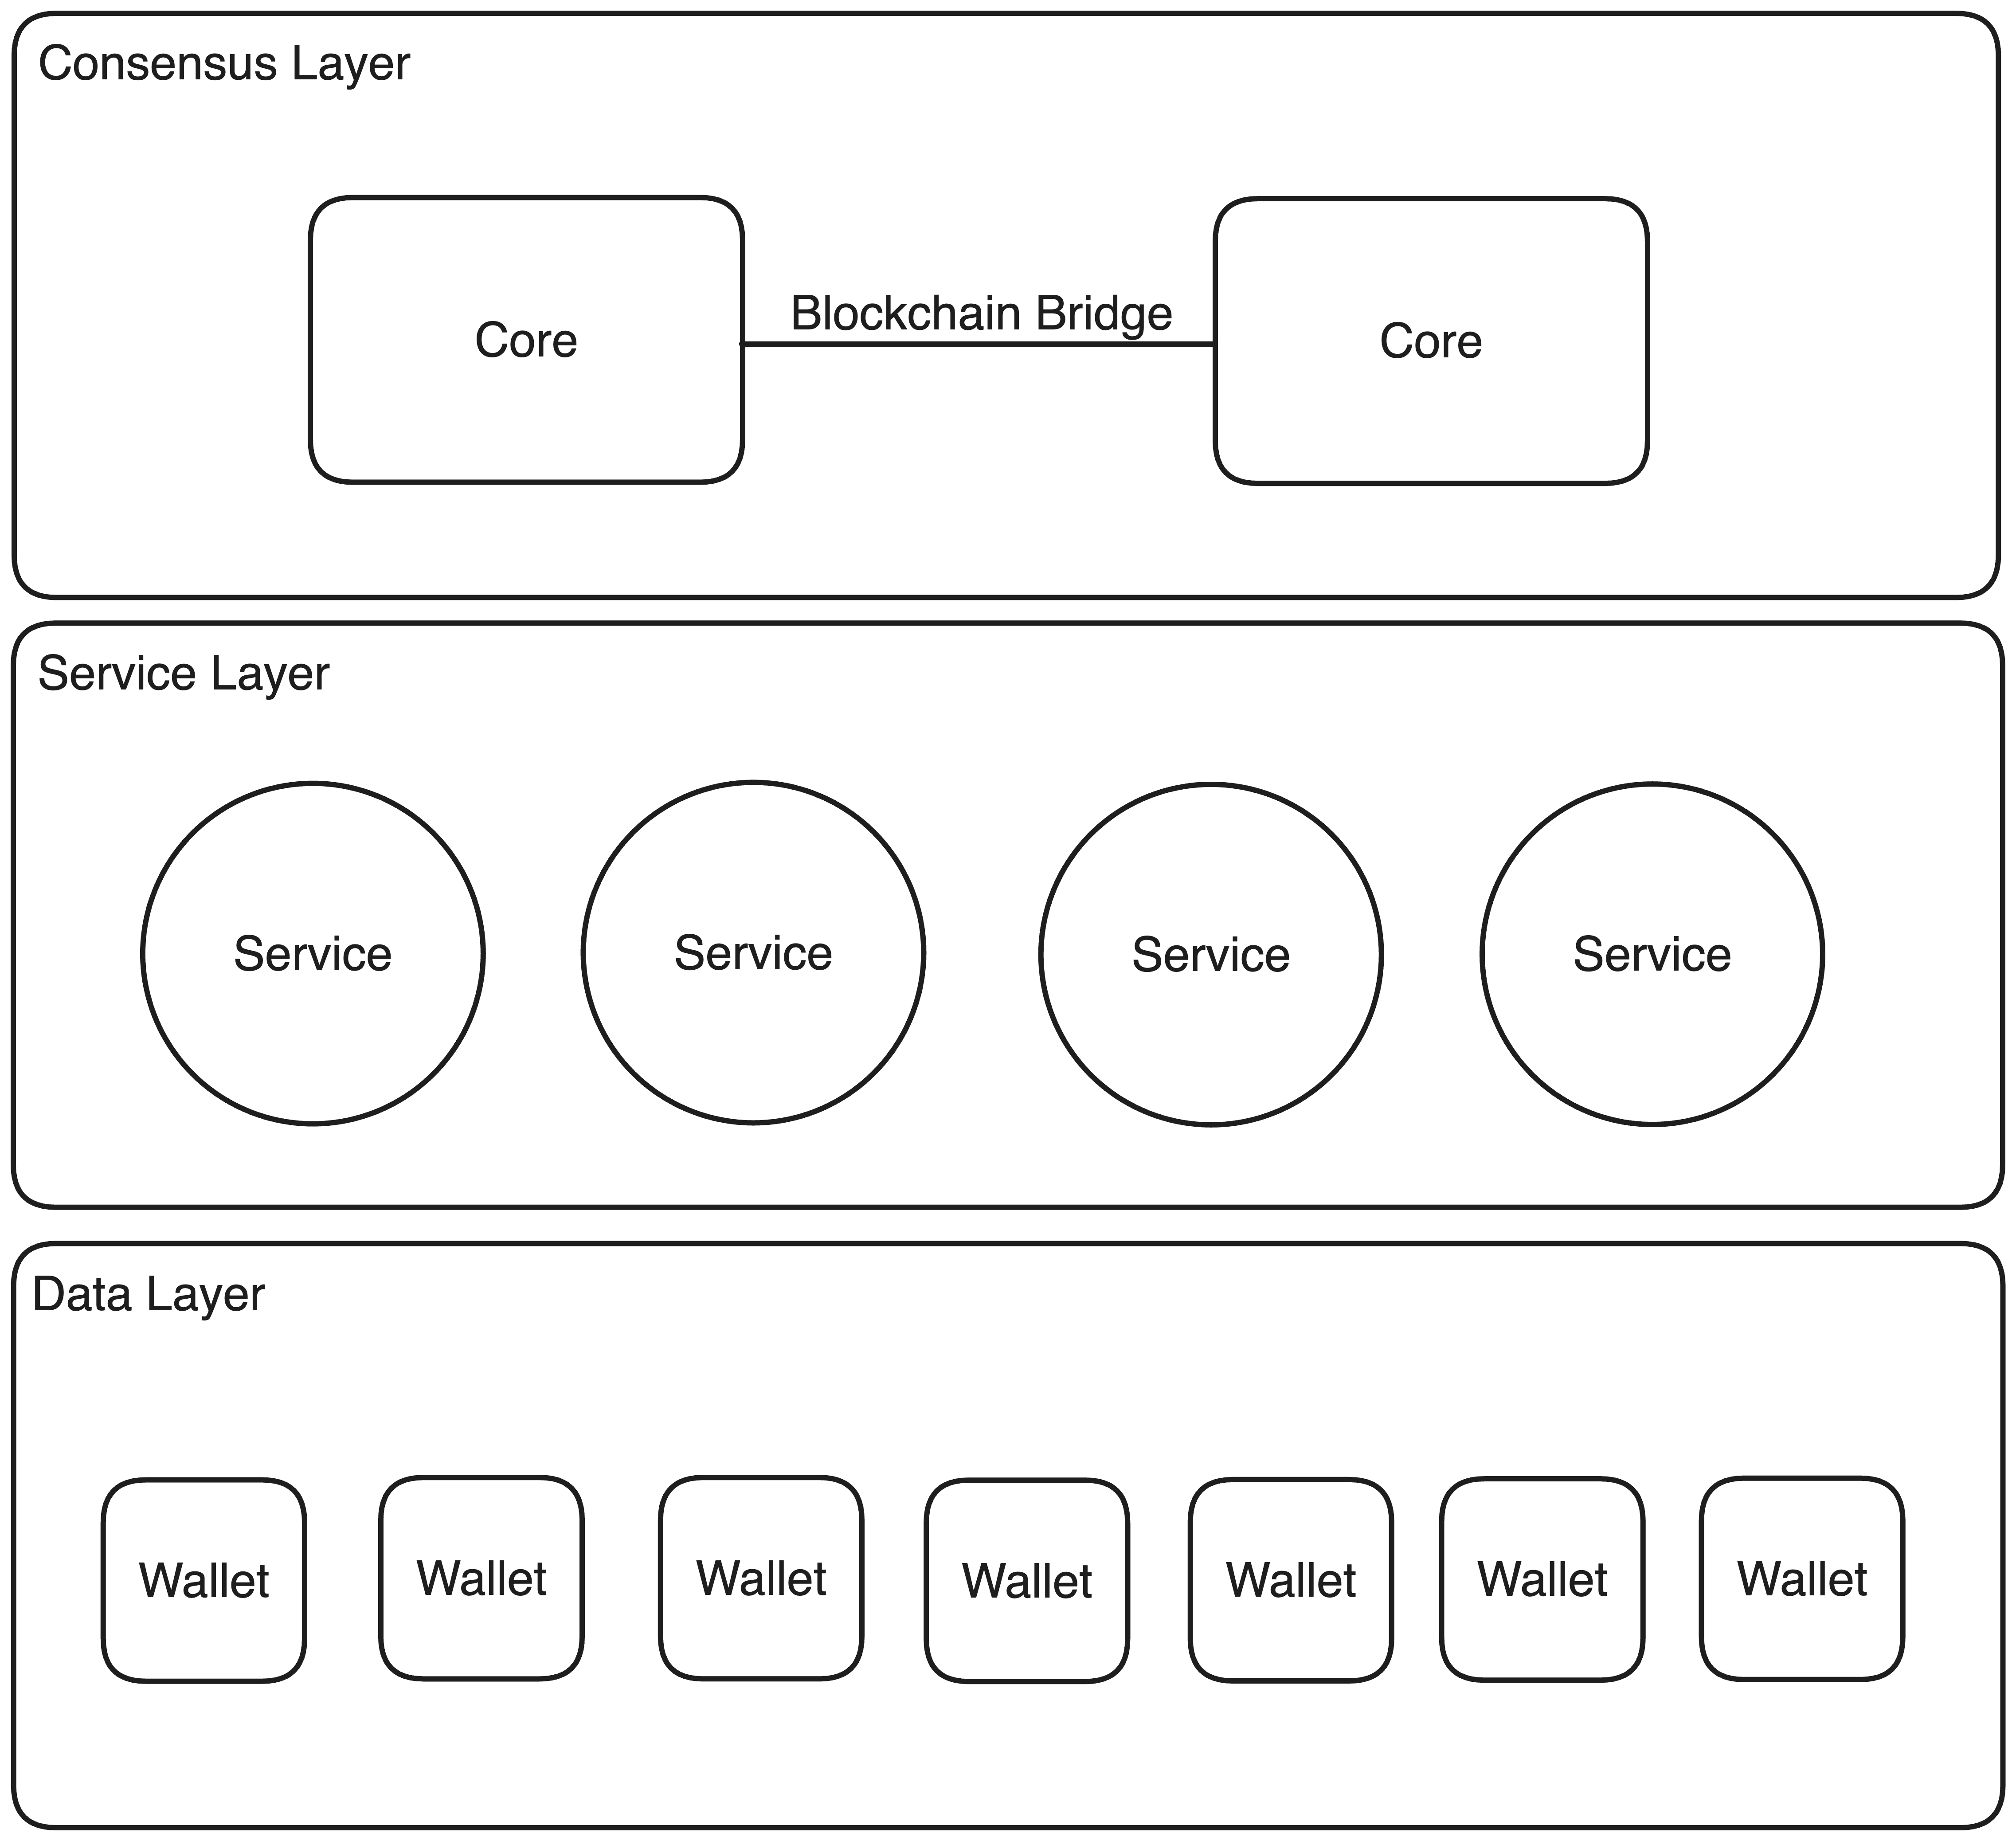 Consensus Layer
Blockchain Bridge
Core
Core
Service Layer
Service
Service
Service
Service
Data Layer
Wallet
Wallet
Wallet
Wallet
Wallet
Wallet
Wallet